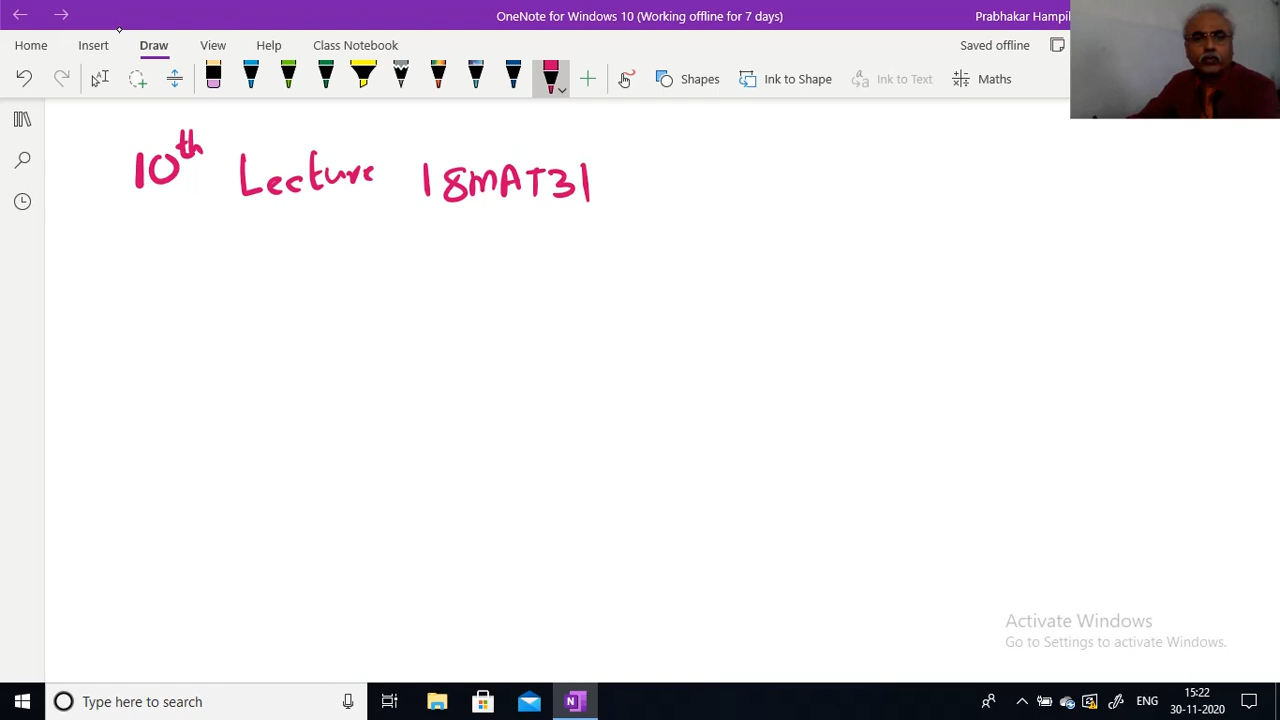 OneNote for Windows 10 (Working offline for 7 days)
Prabhakar Hampil
Home Insert Draw View Help Class Notebook Saved offline
Shapes Ink to Shape Ink to Text Maths
10th Lecture 18MAT31
Activate Windows
Go to Settings to activate Windows.
Type here to search
ENG
15:22
30-11-2020